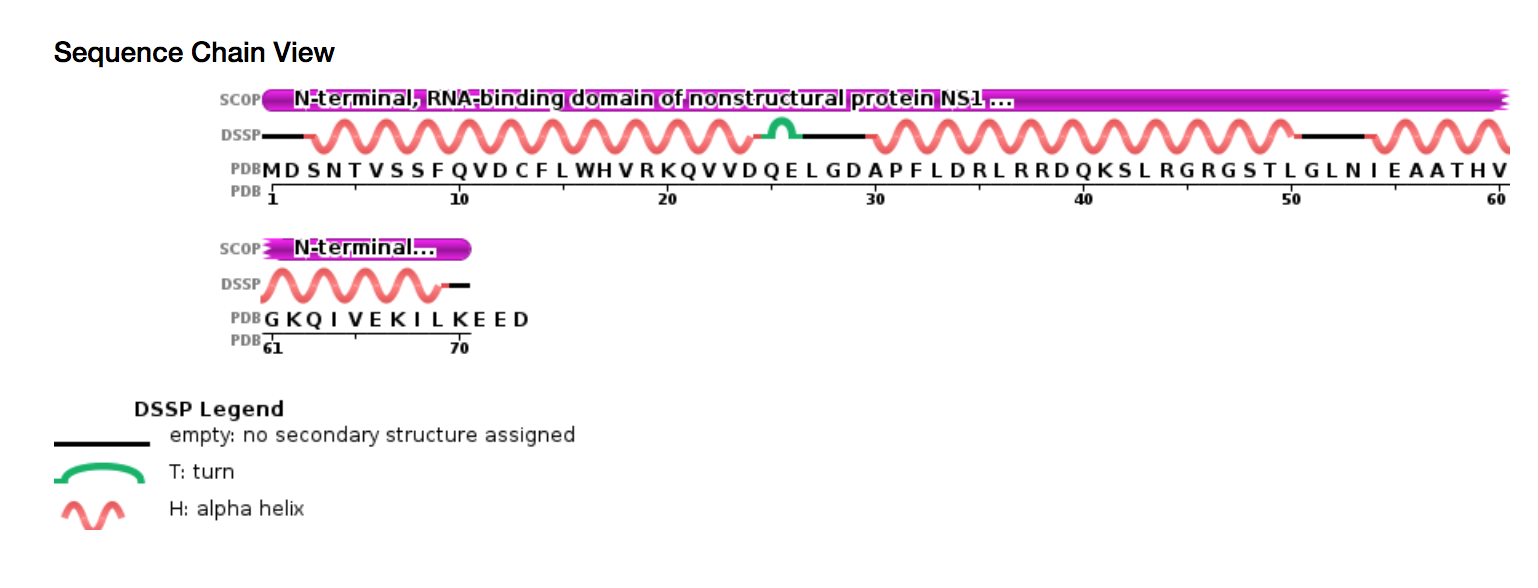 Sequence Chain View
SCOP N-terminal, RNA-binding domain of nonstructural protein NS1 ...
DSSP
PDB M D S N T V S S F Q V D C F L W H V R K Q V V D Q E L G D A P F L D R L R R D Q K S L R G R G S T L G L N I E A A T H V
PDB 1 10 20 30 40 50 60
SCOP N-terminal...
DSSP
PDB G K Q I V E K I L K E E D
PDB 61 70
DSSP Legend
empty: no secondary structure assigned
T: turn
H: alpha helix